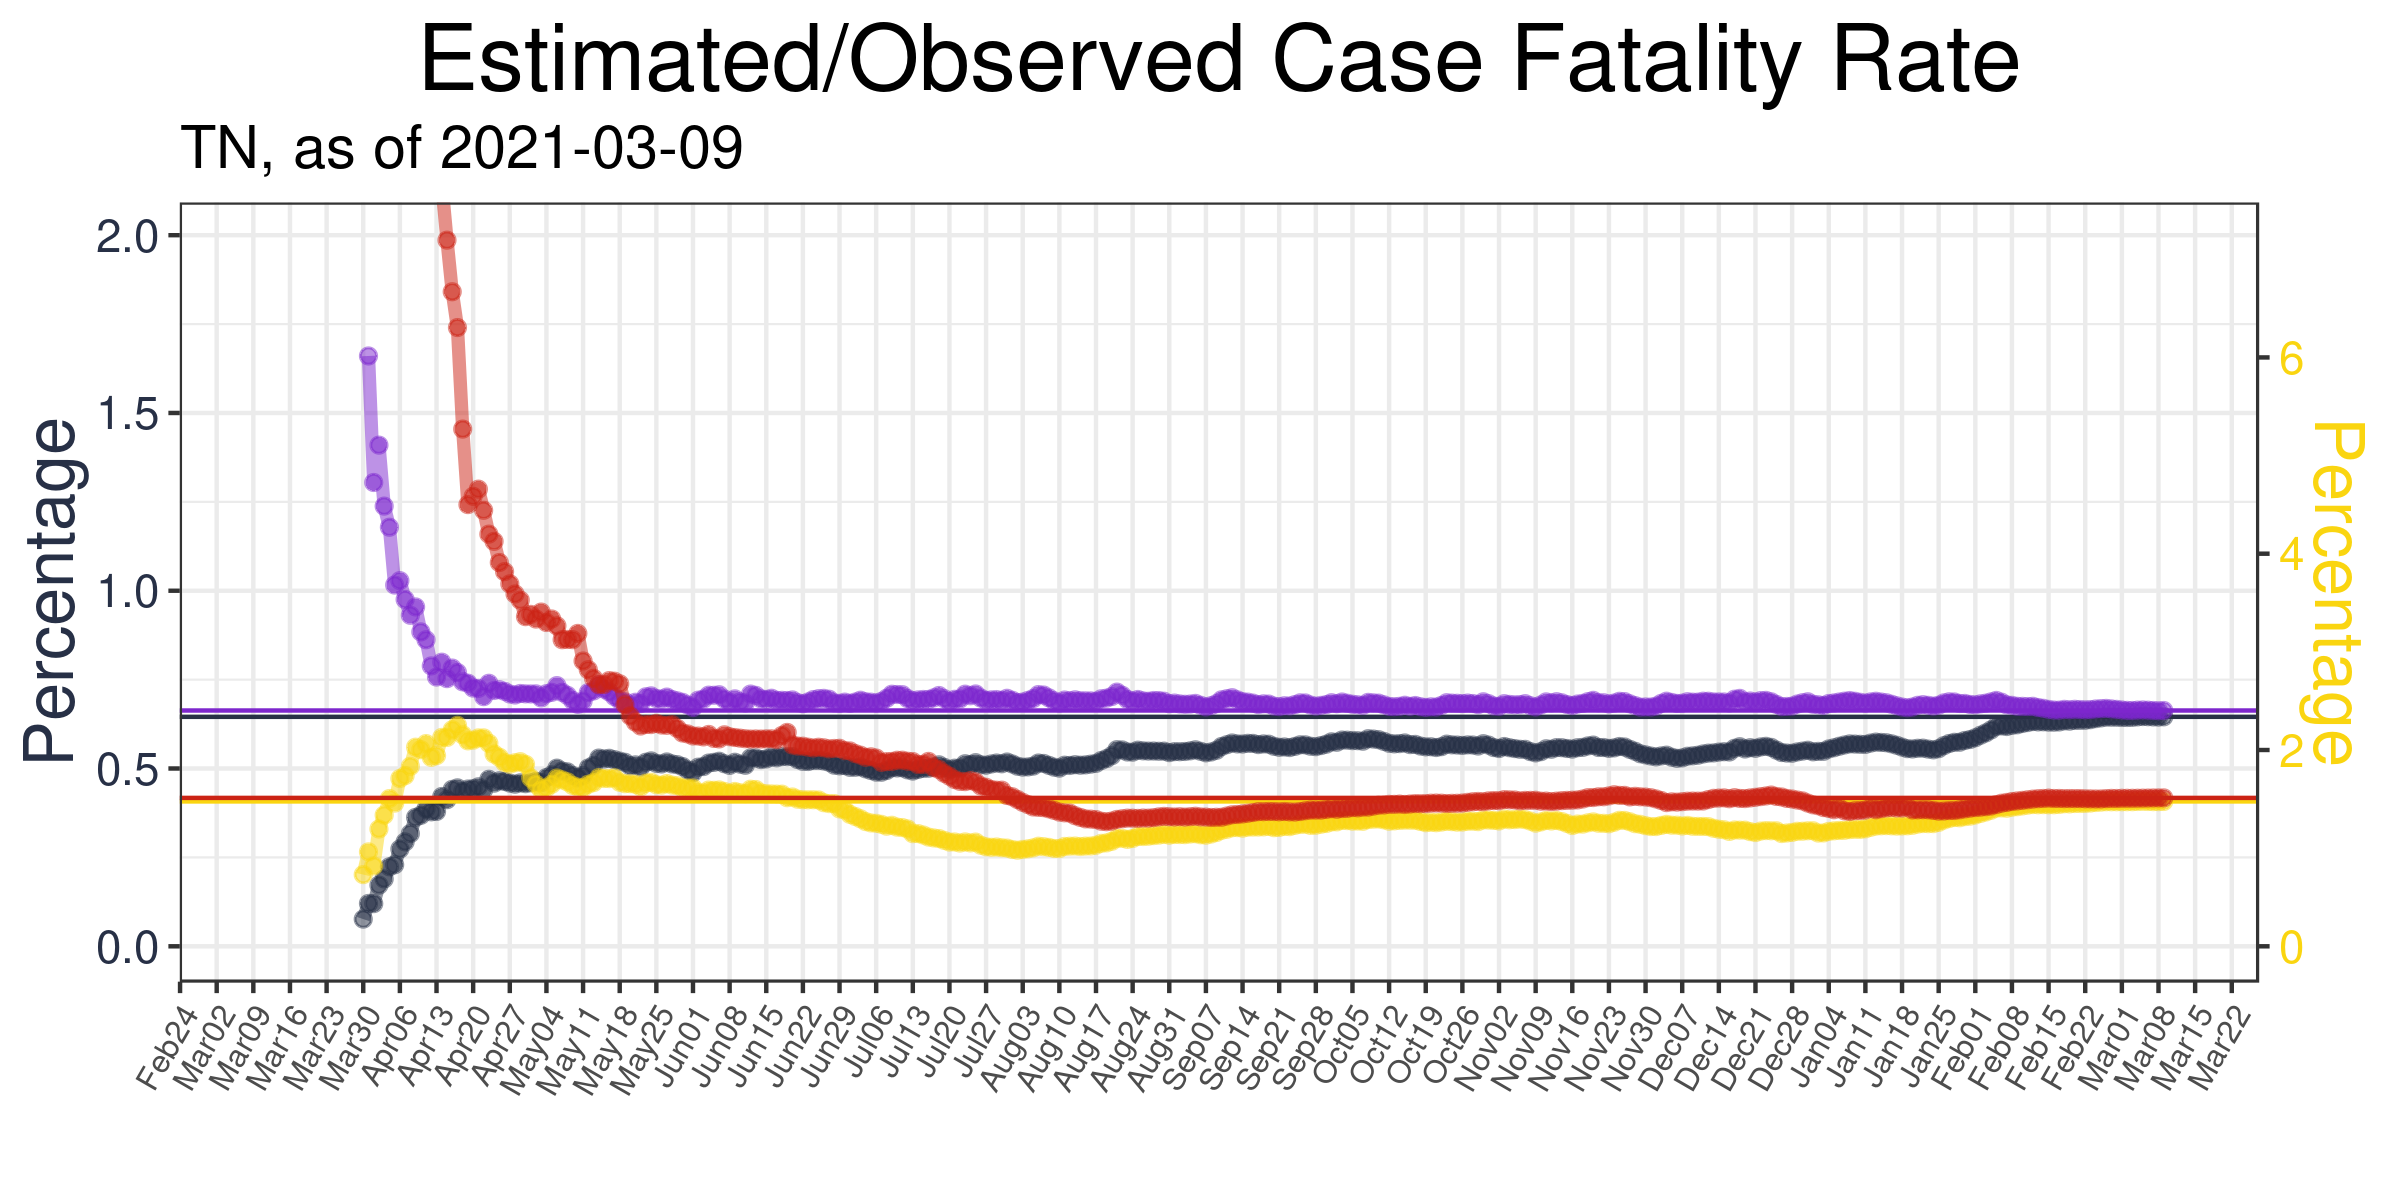 Estimated/Observed Case Fatality Rate
TN, as of 2021-03-09
Percentage
2.0
1.5
1.0
0.5
0.0
6
4
2
0
Percentage
Feb24
Mar02
Mar09
Mar16
Mar23
Mar30
Apr06
Apr13
Apr20
Apr27
May04
May11
May18
May25
Jun01
Jun08
Jun15
Jun22
Jun29
Jul06
Jul13
Jul20
Jul27
Aug03
Aug10
Aug17
Aug24
Aug31
Sep07
Sep14
Sep21
Sep28
Oct05
Oct12
Oct19
Oct26
Nov02
Nov09
Nov16
Nov23
Nov30
Dec07
Dec14
Dec21
Dec28
Jan04
Jan11
Jan18
Jan25
Feb01
Feb08
Feb15
Feb22
Mar01
Mar08
Mar15
Mar22